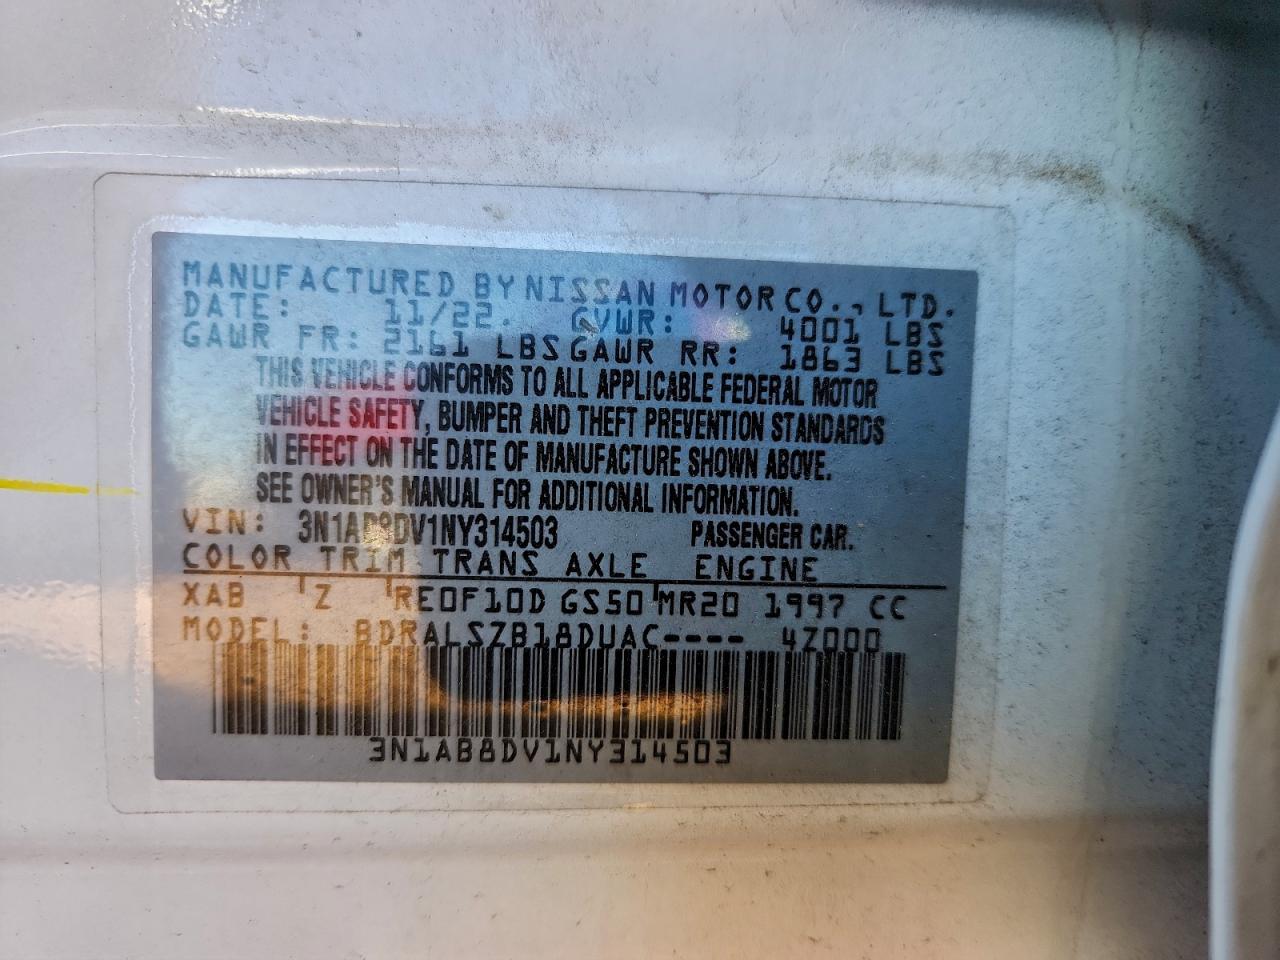 MANUFACTURED BY NISSAN MOTOR CO., LTD.
DATE: 11/22. GVWR: 4001 LBS
GAWR FR: 2161 LBS GAWR RR: 1863 LBS
THIS VEHICLE CONFORMS TO ALL APPLICABLE FEDERAL MOTOR
VEHICLE SAFETY, BUMPER AND THEFT PREVENTION STANDARDS
IN EFFECT ON THE DATE OF MANUFACTURE SHOWN ABOVE.
SEE OWNER'S MANUAL FOR ADDITIONAL INFORMATION.
VIN: 3N1AB8DV1NY314503 PASSENGER CAR.
COLOR TRIM TRANS AXLE ENGINE
XAB Z RE0F10D GS50 MR20 1997 CC
MODEL: BDRALSZB18DUAC---- 4Z000
3N1AB8DV1NY314503